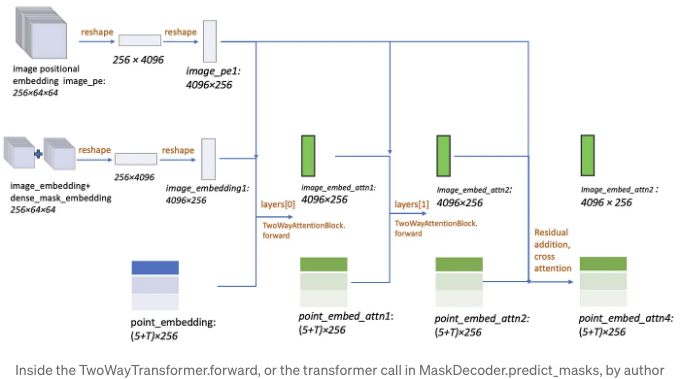 reshape
reshape
256 × 4096
image positional
embedding image_pe:
256×64×64
image_pe1:
4096×256
reshape
reshape
256×4096
image_embedding+
dense_mask_embedding
256×64×64
image_embedding1:
4096×256
layers[0]
TwoWayAttentionBlock.
forward
image_embed_attn1:
4096×256
layers[1]
TwoWayAttentionBlock.
forward
Image_embed_attn2:
4096×256
Image_embed_attn2 :
4096 × 256
Residual
addition,
cross
attention
point_embedding:
(5+T)×256
point_embed_attn1:
(5+T)×256
point_embed_attn2:
(5+T)×256
point_embed_attn4:
(5+T)×256
Inside the TwoWayTransformer.forward, or the transformer call in MaskDecoder.predict_masks, by author